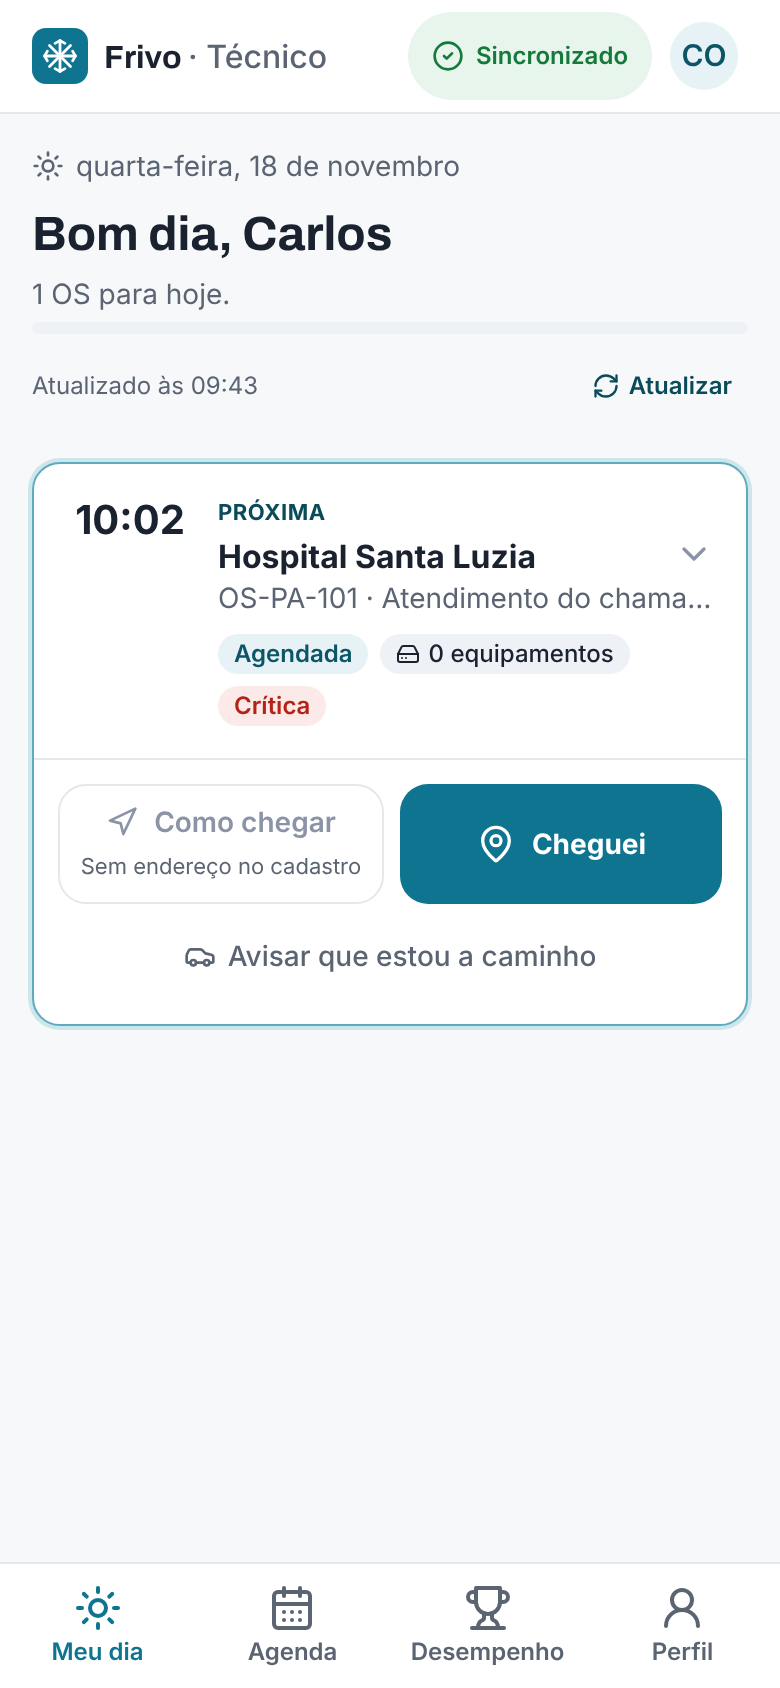 Frivo · Técnico
Sincronizado
CO
quarta-feira, 18 de novembro
Bom dia, Carlos
1 OS para hoje.
Atualizado às 09:43
Atualizar
10:02
PRÓXIMA
Hospital Santa Luzia
OS-PA-101 · Atendimento do chama...
Agendada
0 equipamentos
Crítica
Como chegar
Sem endereço no cadastro
Cheguei
Avisar que estou a caminho
Meu dia
Agenda
Desempenho
Perfil